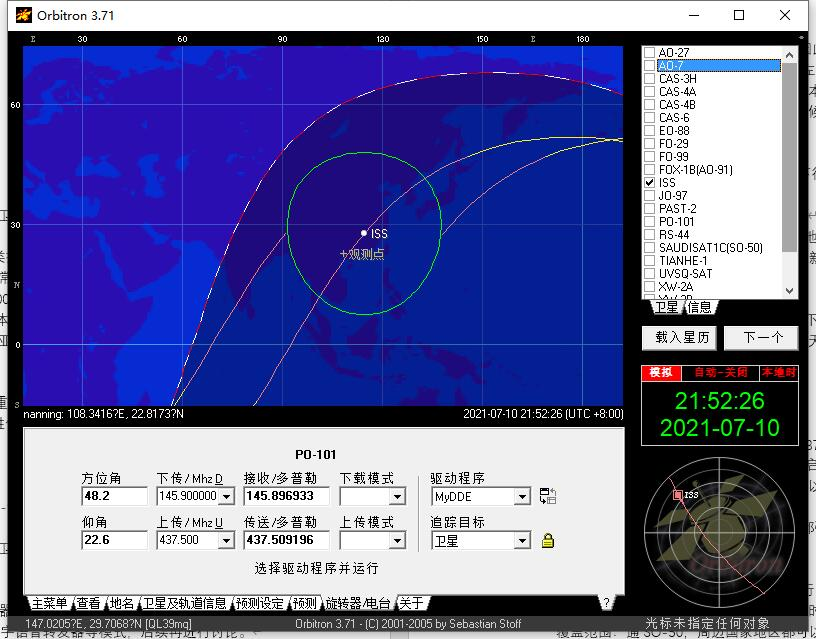 Orbitron 3.71
E 30 60 90 120 E 150 180
60
30
N
0
S
ISS
+观测点
nanning: 108.3416?E, 22.8173?N
2021-07-10 21:52:26 (UTC +8:00)
AO-27
AO-7
CAS-3H
CAS-4A
CAS-4B
CAS-6
EO-88
FO-29
FO-99
FOX-1B(AO-91)
ISS
JO-97
PAST-2
PO-101
RS-44
SAUDISAT1C(SO-50)
TIANHE-1
UVSQ-SAT
XW-2A
XW-2B
卫星 信息
载入星历 下一个
模拟 自动-关闭 本地时
21:52:26
2021-07-10
ISS
PO-101
方位角 下传/MhzD 接收/多普勒 下载模式 驱动程序
48.2 145.900000 145.896933 MyDDE
仰角 上传/MhzU 传送/多普勒 上传模式 追踪目标
22.6 437.500 437.509196 卫星
选择驱动程序并运行
主菜单 查看 地名 卫星及轨道信息 预测设定 预测 旋转器/电台 关于 ?
147.0205?E, 29.7068?N [QL39mg]
Orbitron 3.71 - (C) 2001-2005 by Sebastian Stoff
光标未指定任何对象